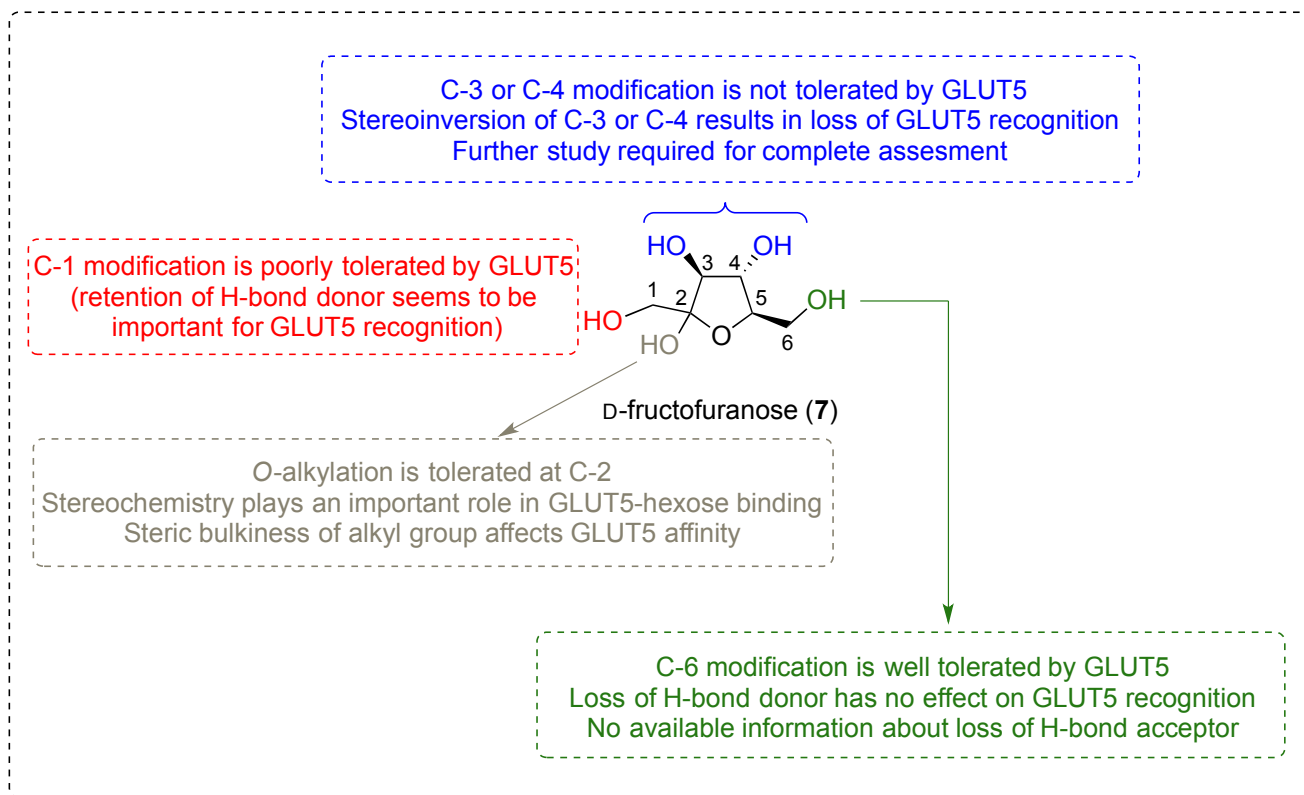 C-3 or C-4 modification is not tolerated by GLUT5
Stereoinversion of C-3 or C-4 results in loss of GLUT5 recognition
Further study required for complete assesment
C-1 modification is poorly tolerated by GLUT5
(retention of H-bond donor seems to be
important for GLUT5 recognition)
HO OH
3 4
1 2 5 OH
HO
HO O 6
D-fructofuranose (7)
O-alkylation is tolerated at C-2
Stereochemistry plays an important role in GLUT5-hexose binding
Steric bulkiness of alkyl group affects GLUT5 affinity
C-6 modification is well tolerated by GLUT5
Loss of H-bond donor has no effect on GLUT5 recognition
No available information about loss of H-bond acceptor